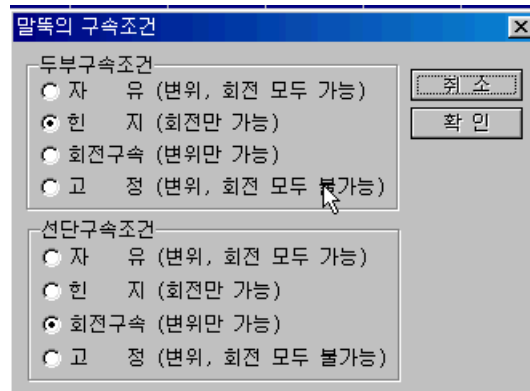 말뚝의 구속조건
두부구속조건
자 유 (변위, 회전 모두 가능)
힌 지 (회전만 가능)
회전구속 (변위만 가능)
고 정 (변위, 회전 모두 불가능)
취 소
확 인
선단구속조건
자 유 (변위, 회전 모두 가능)
힌 지 (회전만 가능)
회전구속 (변위만 가능)
고 정 (변위, 회전 모두 불가능)